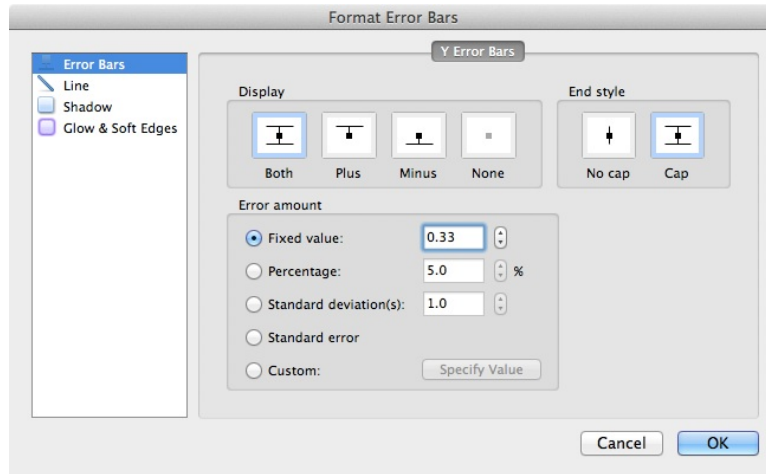 Format Error Bars
Error Bars
Line
Shadow
Glow & Soft Edges
Y Error Bars
Display
Both Plus Minus None
End style
No cap Cap
Error amount
Fixed value: 0.33
Percentage: 5.0 %
Standard deviation(s): 1.0
Standard error
Custom: Specify Value
Cancel OK